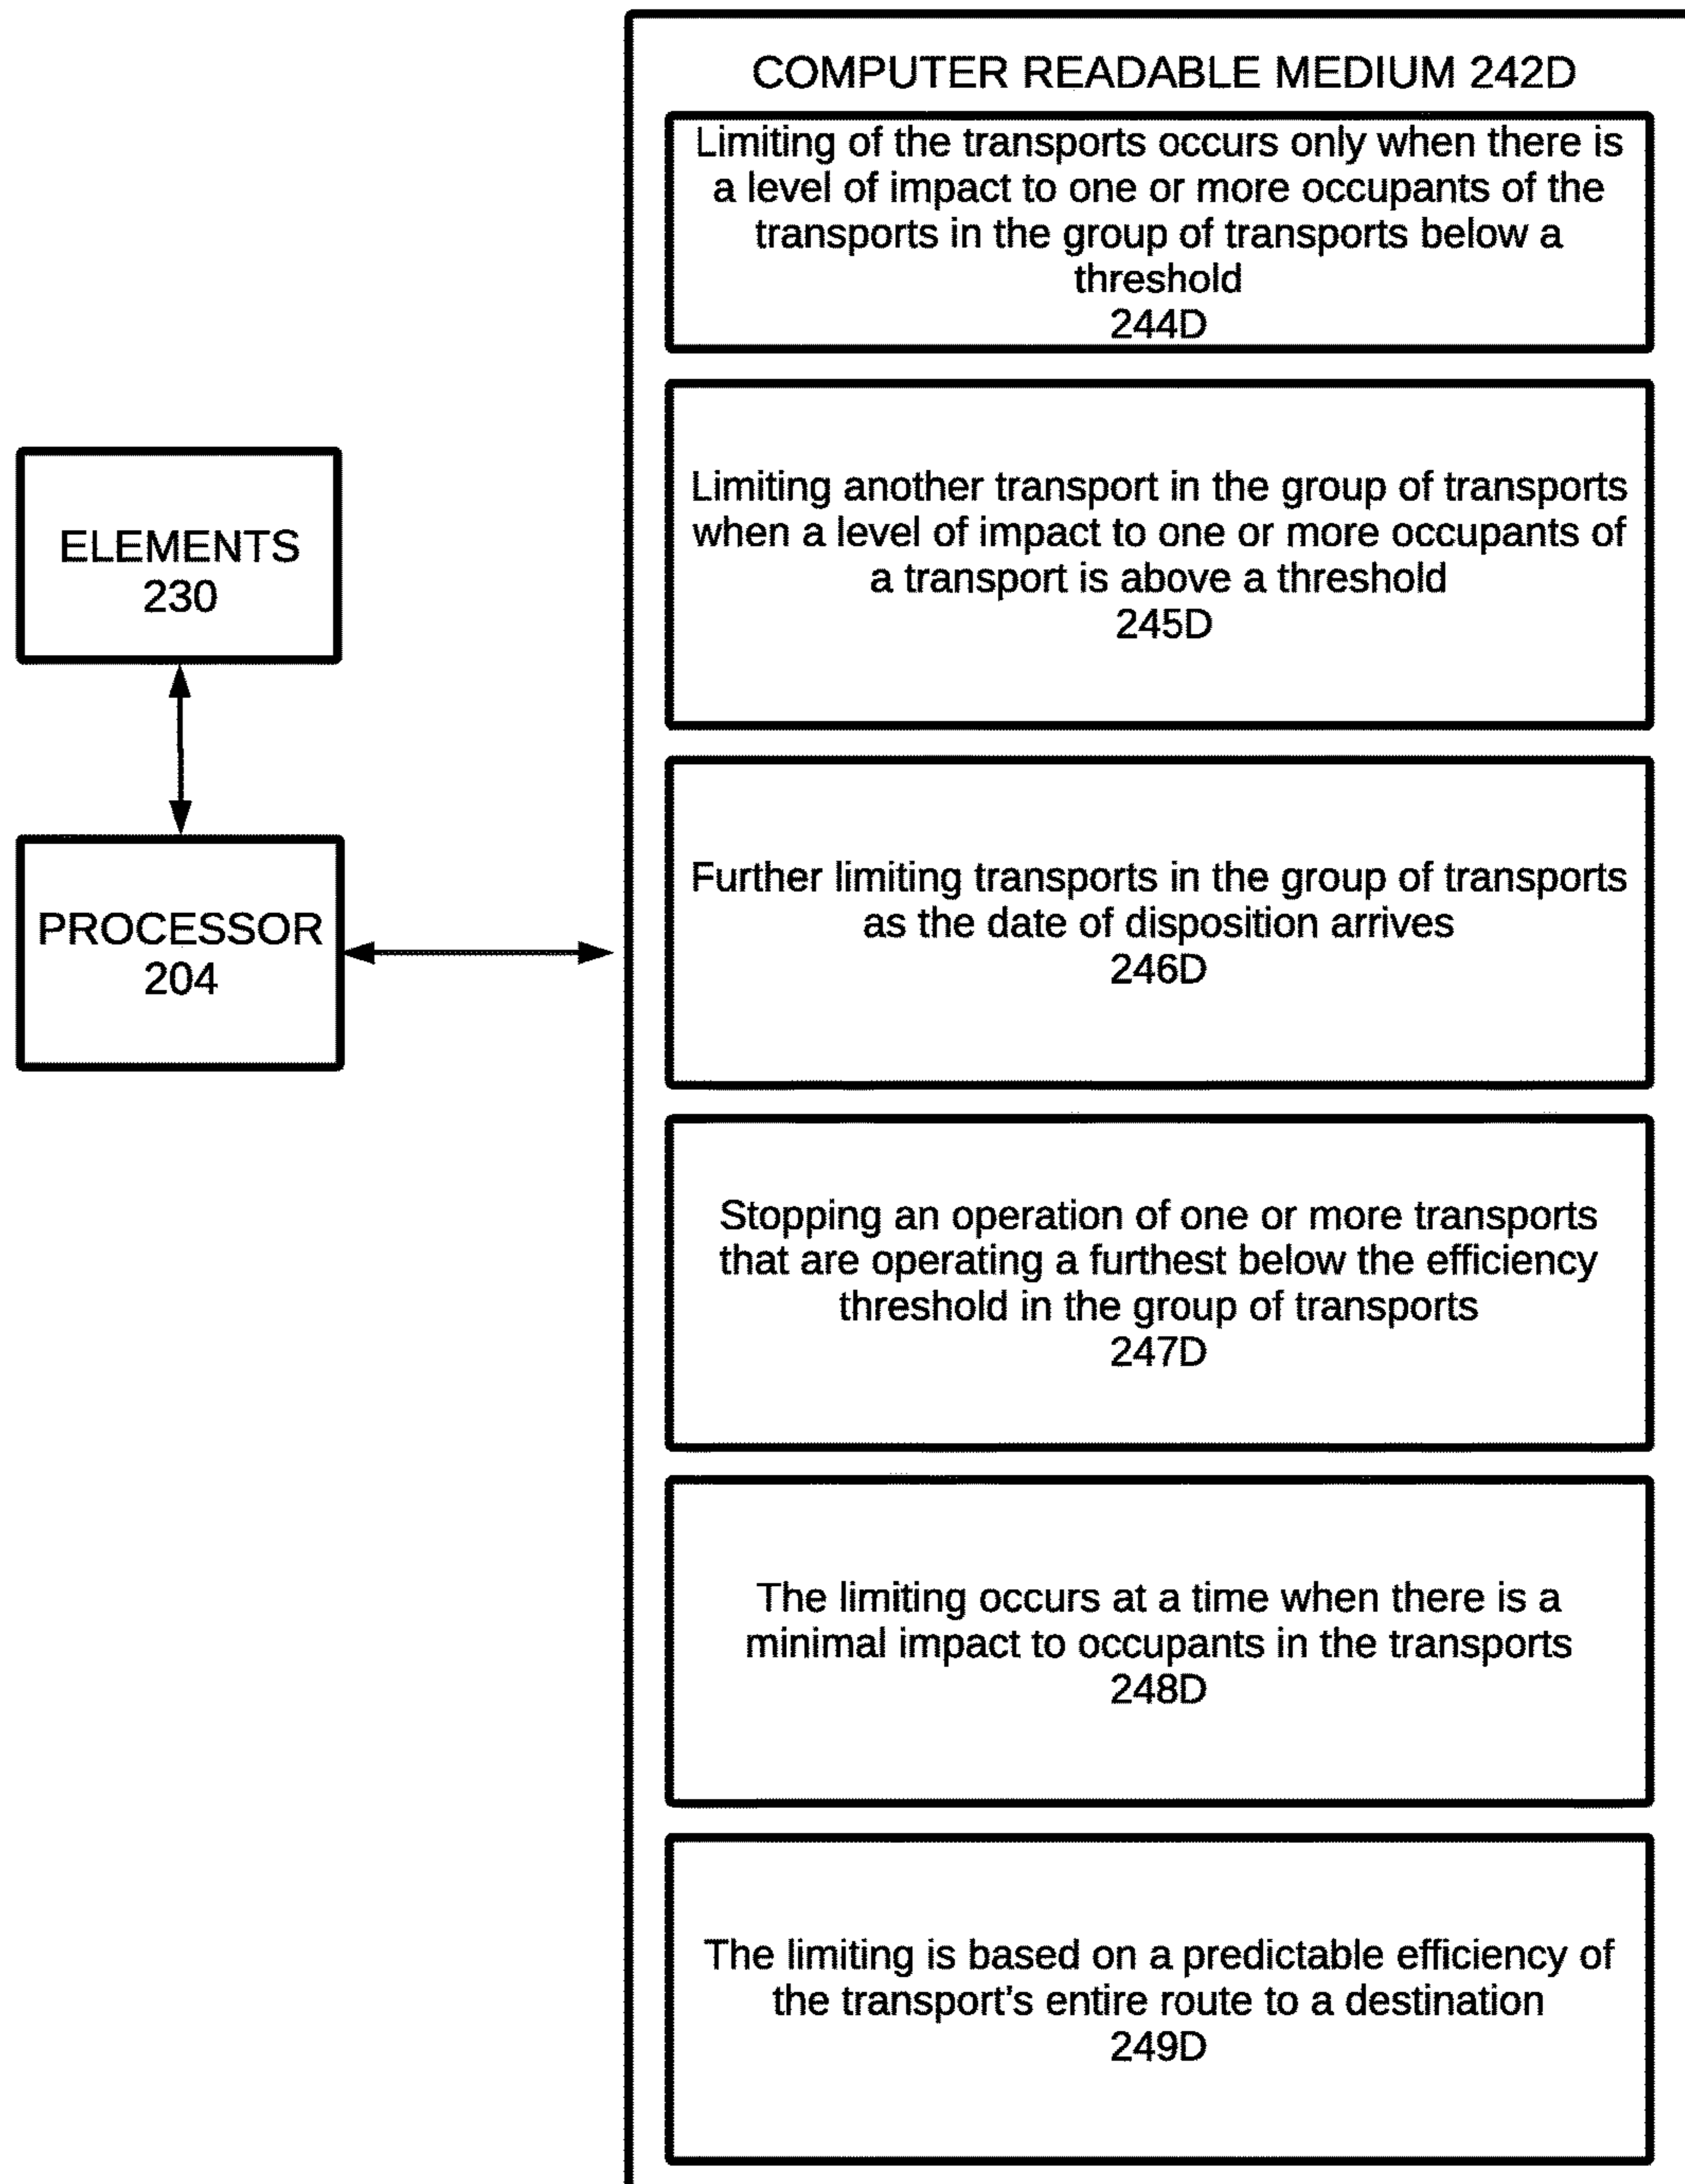 COMPUTER READABLE MEDIUM 242D
Limiting of the transports occurs only when there is
a level of impact to one or more occupants of the
transports in the group of transports below a
threshold
244D
Limiting another transport in the group of transports
when a level of impact to one or more occupants of
a transport is above a threshold
245D
ELEMENTS
230
Further limiting transports in the group of transports
as the date of disposition arrives
246D
PROCESSOR
204
Stopping an operation of one or more transports
that are operating a furthest below the efficiency
threshold in the group of transports
247D
The limiting occurs at a time when there is a
minimal impact to occupants in the transports
248D
The limiting is based on a predictable efficiency of
the transport's entire route to a destination
249D